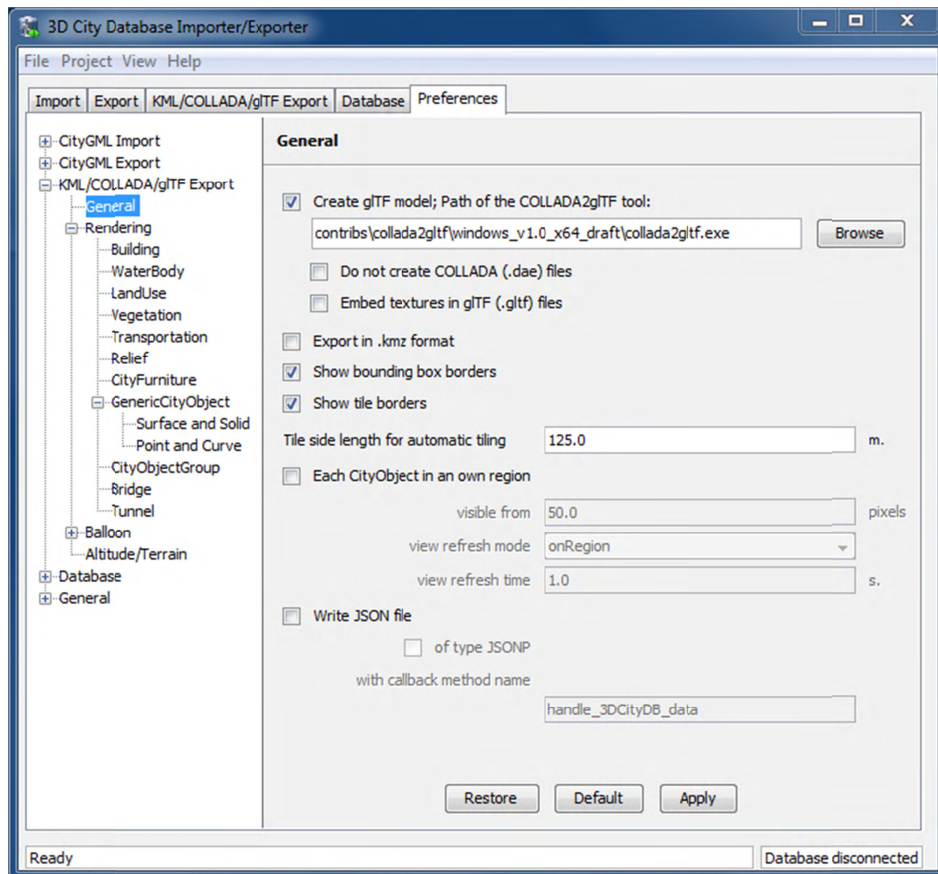 3D City Database Importer/Exporter
File Project View Help
Import Export KML/COLLADA/glTF Export Database Preferences
CityGML Import
CityGML Export
KML/COLLADA/glTF Export
General
Rendering
Building
WaterBody
LandUse
Vegetation
Transportation
Relief
CityFurniture
GenericCityObject
Surface and Solid
Point and Curve
CityObjectGroup
Bridge
Tunnel
Balloon
Altitude/Terrain
Database
General
General
Create glTF model; Path of the COLLADA2glTF tool:
contribs\collada2gltf\windows_v1.0_x64_draft\collada2gltf.exe Browse
Do not create COLLADA (.dae) files
Embed textures in glTF (.gltf) files
Export in .kmz format
Show bounding box borders
Show tile borders
Tile side length for automatic tiling 125.0 m.
Each CityObject in an own region
visible from 50.0 pixels
view refresh mode onRegion
view refresh time 1.0 s.
Write JSON file
of type JSONP
with callback method name
handle_3DCityDB_data
Restore Default Apply
Ready Database disconnected